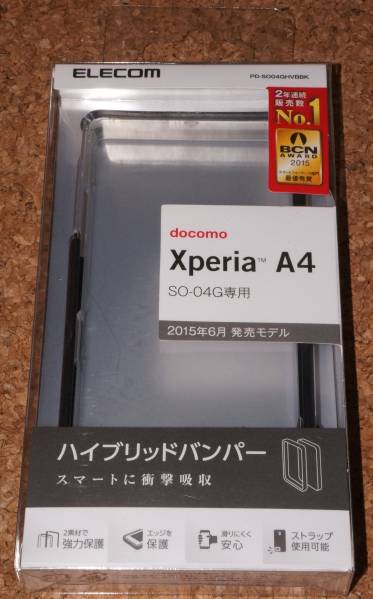 ELECOM
PD-SO04GHVBBK
2年連続
販売数
No.1
BCN
AWARD
2015
最優秀賞
docomo
Xperia™ A4
SO-04G専用
2015年6月 発売モデル
ハイブリッドバンパー
スマートに衝撃吸収
2素材で
強力保護
エッジを
保護
滑りにくく
安心
ストラップ
使用可能